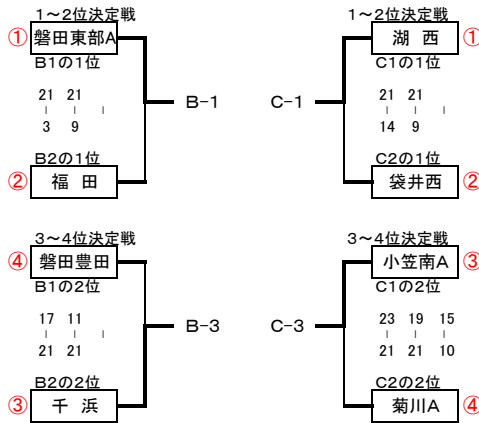 1～2位決定戦
① 磐田東部A
B1の1位
21 21
3 9
B2の1位
② 福 田
B-1
1～2位決定戦
湖 西 ①
C1の1位
21 21
14 9
C2の1位
袋井西 ②
C-1
3～4位決定戦
④ 磐田豊田
B1の2位
17 11
21 21
B2の2位
③ 千 浜
B-3
3～4位決定戦
小笠南A ③
C1の2位
23 19 15
21 21 10
C2の2位
菊川A ④
C-3